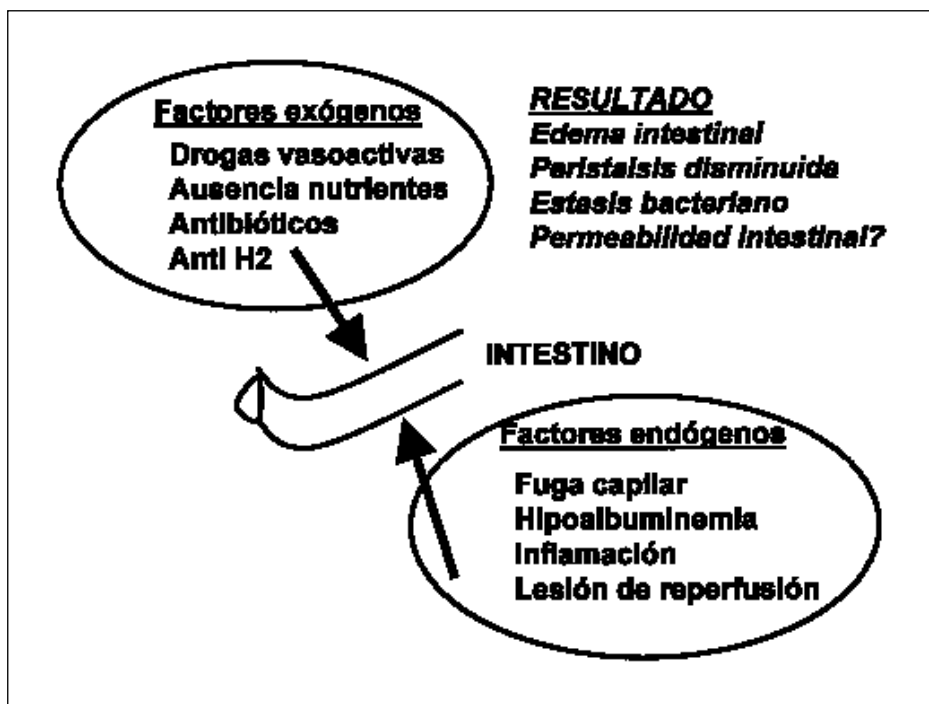 Factores exógenos
Drogas vasoactivas
Ausencia nutrientes
Antibióticos
Anti H2
RESULTADO
Edema intestinal
Peristalsis disminuida
Estasis bacteriano
Permeabilidad intestinal?
INTESTINO
Factores endógenos
Fuga capilar
Hipoalbuminemia
Inflamación
Lesión de reperfusión